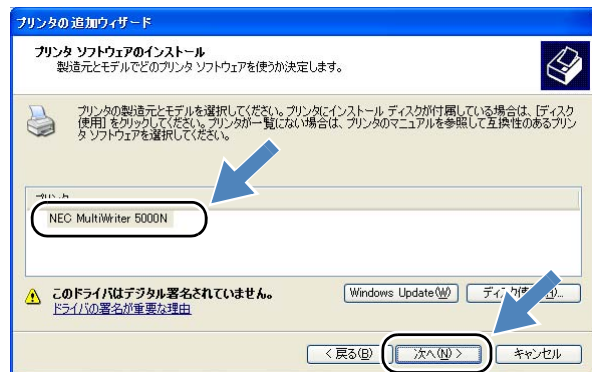 プリンタの追加ウィザード
プリンタ ソフトウェアのインストール
製造元とモデルでどのプリンタ ソフトウェアを使うか決定します。
プリンタの製造元とモデルを選択してください。プリンタにインストール ディスクが付属している場合は、[ディスク
使用] をクリックしてください。プリンタが一覧にない場合は、プリンタのマニュアルを参照して互換性のあるプリン
タ ソフトウェアを選択してください。
プリンタ
NEC MultiWriter 5000N
このドライバはデジタル署名されていません。
ドライバの署名が重要な理由
Windows Update(W)
ディスク使用(H)...
< 戻る(B)
次へ(N) >
キャンセル